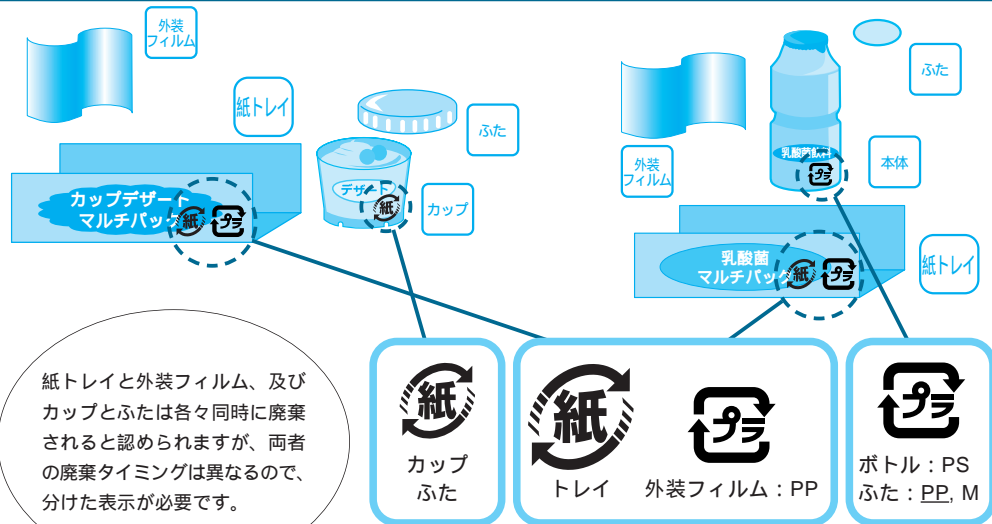 外装
フィルム
紙トレイ
ふた
デザート
紙
カップ
カップデザート
マルチパック
紙 プラ
外装
フィルム
ふた
乳酸菌飲料
プラ
本体
乳酸菌
マルチパック
紙 プラ
紙トレイ
紙トレイと外装フィルム、及び
カップとふたは各々同時に廃棄
されると認められますが、両者
の廃棄タイミングは異なるので、
分けた表示が必要です。
紙
カップ
ふた
紙
トレイ
プラ
外装フィルム:PP
プラ
ボトル:PS
ふた:PP, M